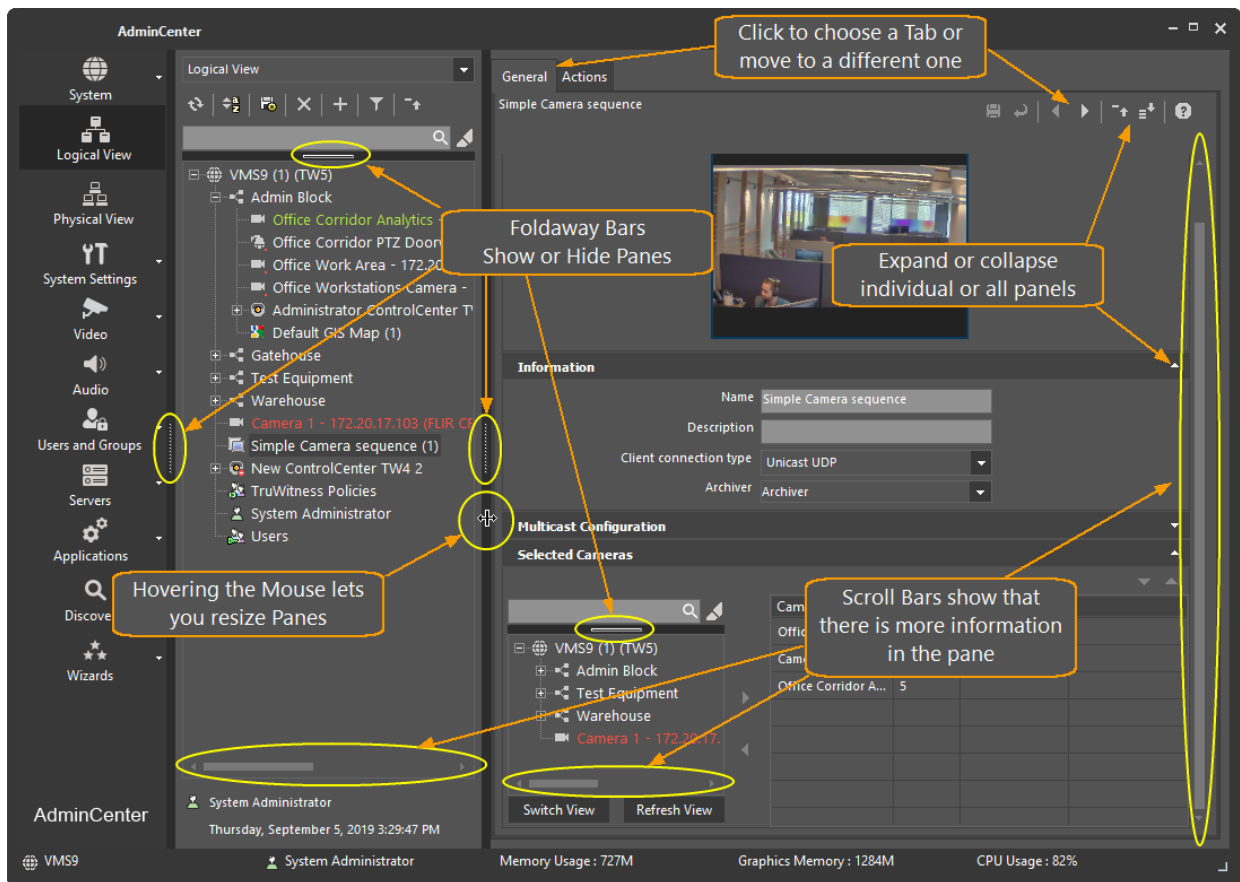 AdminCenter
Click to choose a Tab or
move to a different one
System
Logical View
Physical View
System Settings
Video
Audio
Users and Groups
Servers
Applications
Discove
Wizards
AdminCenter
Logical View
VMS9 (1) (TW5)
Admin Block
Office Corridor Analytics -
Office Corridor PTZ Doorw
Office Work Area - 172.20
Office Workstations Camera -
Administrator ControlCenter T
Default GIS Map (1)
Gatehouse
Test Equipment
Warehouse
Camera 1 - 172.20.17.103 (FLIR CF
Simple Camera sequence (1)
New ControlCenter TW4 2
TruWitness Policies
System Administrator
Users
Foldaway Bars
Show or Hide Panes
Hovering the Mouse lets
you resize Panes
System Administrator
Thursday, September 5, 2019 3:29:47 PM
General Actions
Simple Camera sequence
Expand or collapse
individual or all panels
Information
Name Simple Camera sequence
Description
Client connection type Unicast UDP
Archiver Archiver
Multicast Configuration
Selected Cameras
VMS9 (1) (TW5)
Admin Block
Test Equipment
Warehouse
Camera 1 - 172.20.17.
Switch View Refresh View
Cam
Offic
Came
Office Corridor A... 5
Scroll Bars show that
there is more information
in the pane
VMS9 System Administrator Memory Usage : 727M Graphics Memory : 1284M CPU Usage : 82%